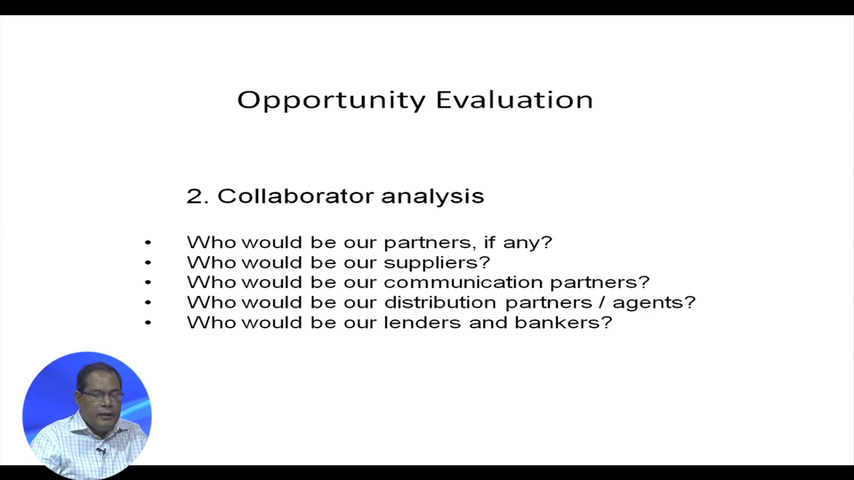 Opportunity Evaluation
2. Collaborator analysis
• Who would be our partners, if any?
• Who would be our suppliers?
• Who would be our communication partners?
• Who would be our distribution partners / agents?
• Who would be our lenders and bankers?